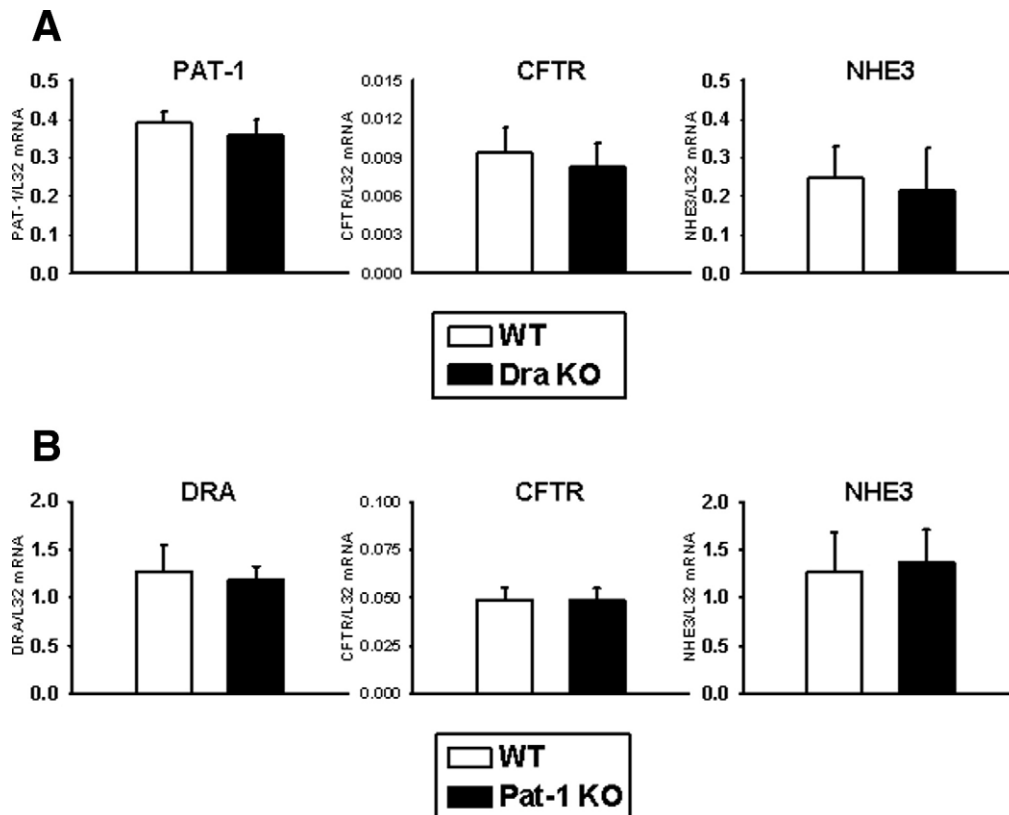 A
PAT-1
CFTR
NHE3
PAT-1/L32 mRNA
0.5
0.4
0.3
0.2
0.1
0.0
CFTR/L32 mRNA
0.015
0.012
0.009
0.006
0.003
0.000
NHE3/L32 mRNA
0.5
0.4
0.3
0.2
0.1
0.0
WT
Dra KO
B
DRA
CFTR
NHE3
DRA/L32 mRNA
2.0
1.5
1.0
0.5
0.0
CFTR/L32 mRNA
0.100
0.075
0.050
0.025
0.000
NHE3/L32 mRNA
2.0
1.5
1.0
0.5
0.0
WT
Pat-1 KO